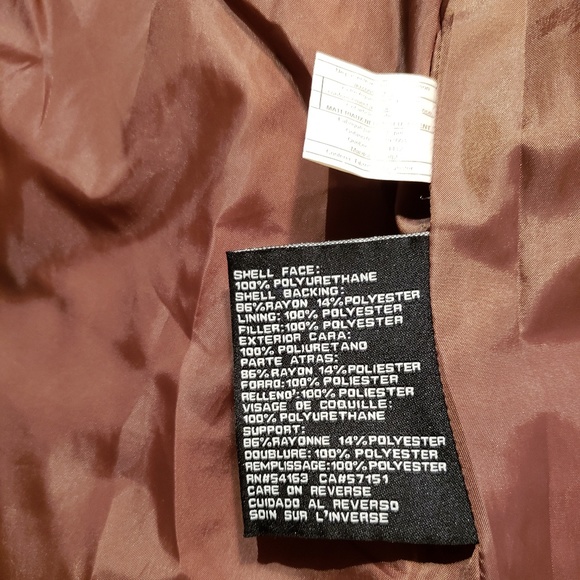 SHELL FACE:
100% POLYURETHANE
SHELL BACKING:
86%RAYON 14%POLYESTER
LINING: 100% POLYESTER
FILLER:100% POLYESTER
EXTERIOR CARA:
100% POLIURETANO
PARTE ATRAS:
86%RAYON 14%POLIESTER
FORRO:100% POLIESTER
RELLENO':100% POLIESTER
VISAGE DE COQUILLE:
100% POLYURETHANE
SUPPORT:
86%RAYONNE 14%POLYESTER
DOUBLURE: 100% POLYESTER
REMPLISSAGE:100% POLYESTER
RN#54163 CA#57151
CARE ON REVERSE
CUIDADO AL REVERSO
SOIN SUR L'INVERSE